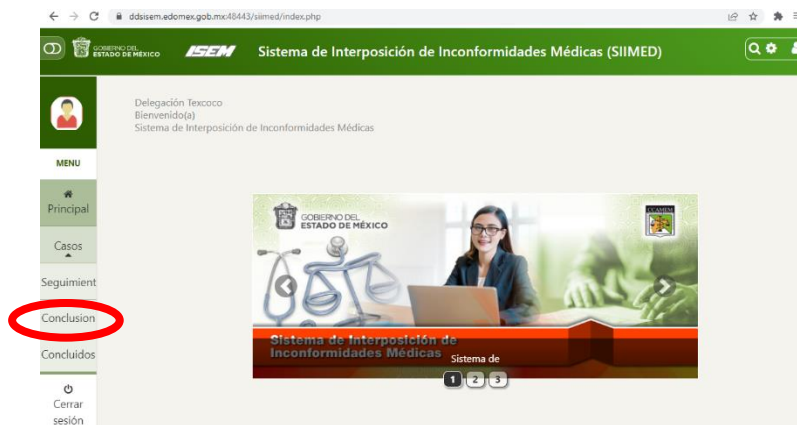 ddsisem.edomex.gob.mx:48443/siimed/index.php
GOBIERNO DEL
ESTADO DE MÉXICO
ISEM
Sistema de Interposición de Inconformidades Médicas (SIIMED)
Delegación Texcoco
Bienvenido(a)
Sistema de Interposición de Inconformidades Médicas
MENU
Principal
Casos
Seguimient
Conclusion
Concluidos
Cerrar
sesión
GOBIERNO DEL
ESTADO DE MÉXICO
CCAMEM
Sistema de Interposición de
Inconformidades Médicas
Sistema de
1 2 3